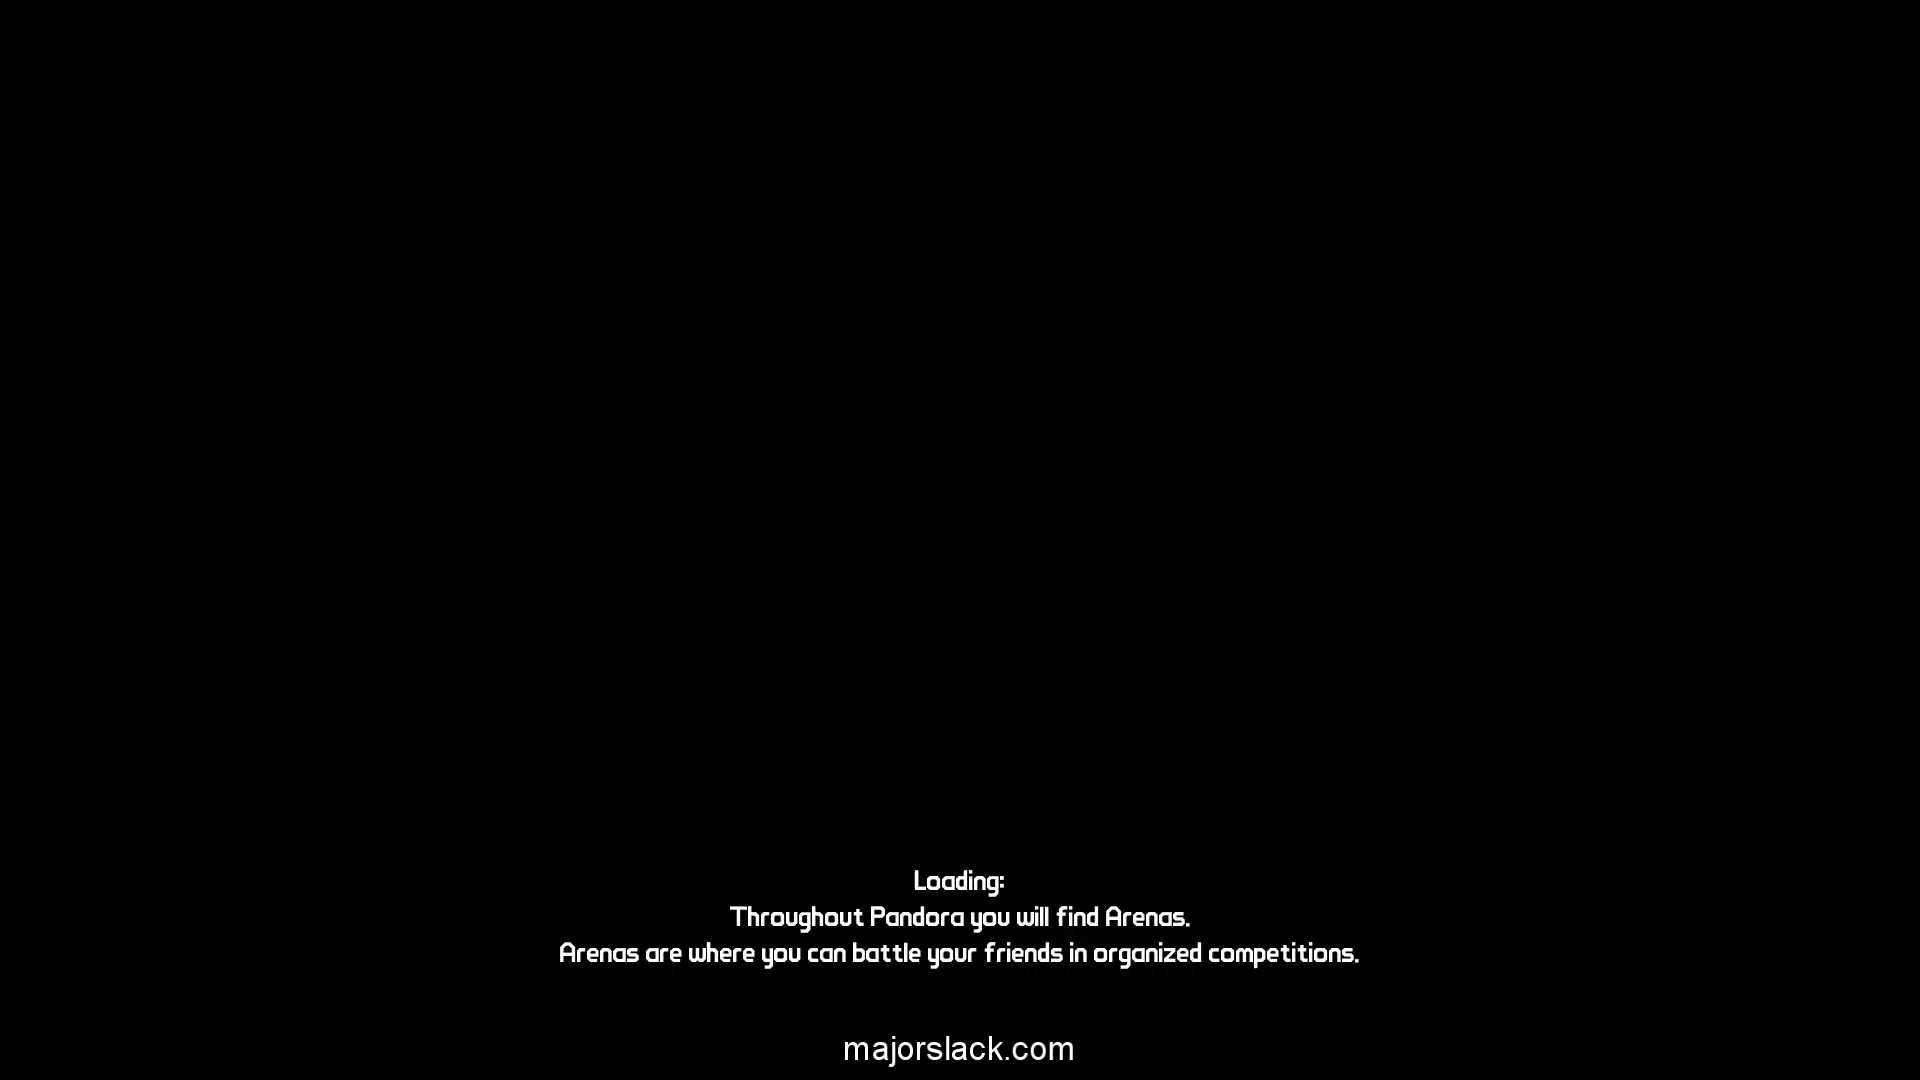 Loading:
Throughout Pandora you will find Arenas.
Arenas are where you can battle your friends in organized competitions.
majorslack.com